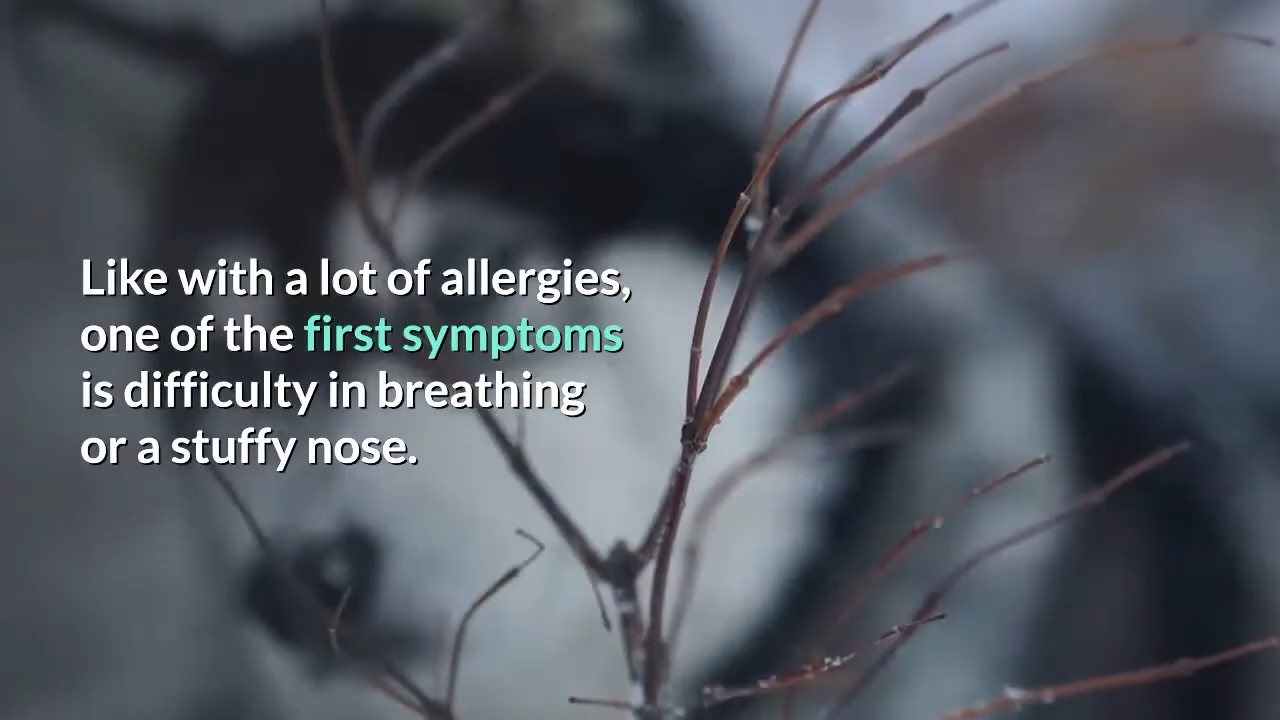 Like with a lot of allergies,
one of the first symptoms
is difficulty in breathing
or a stuffy nose.